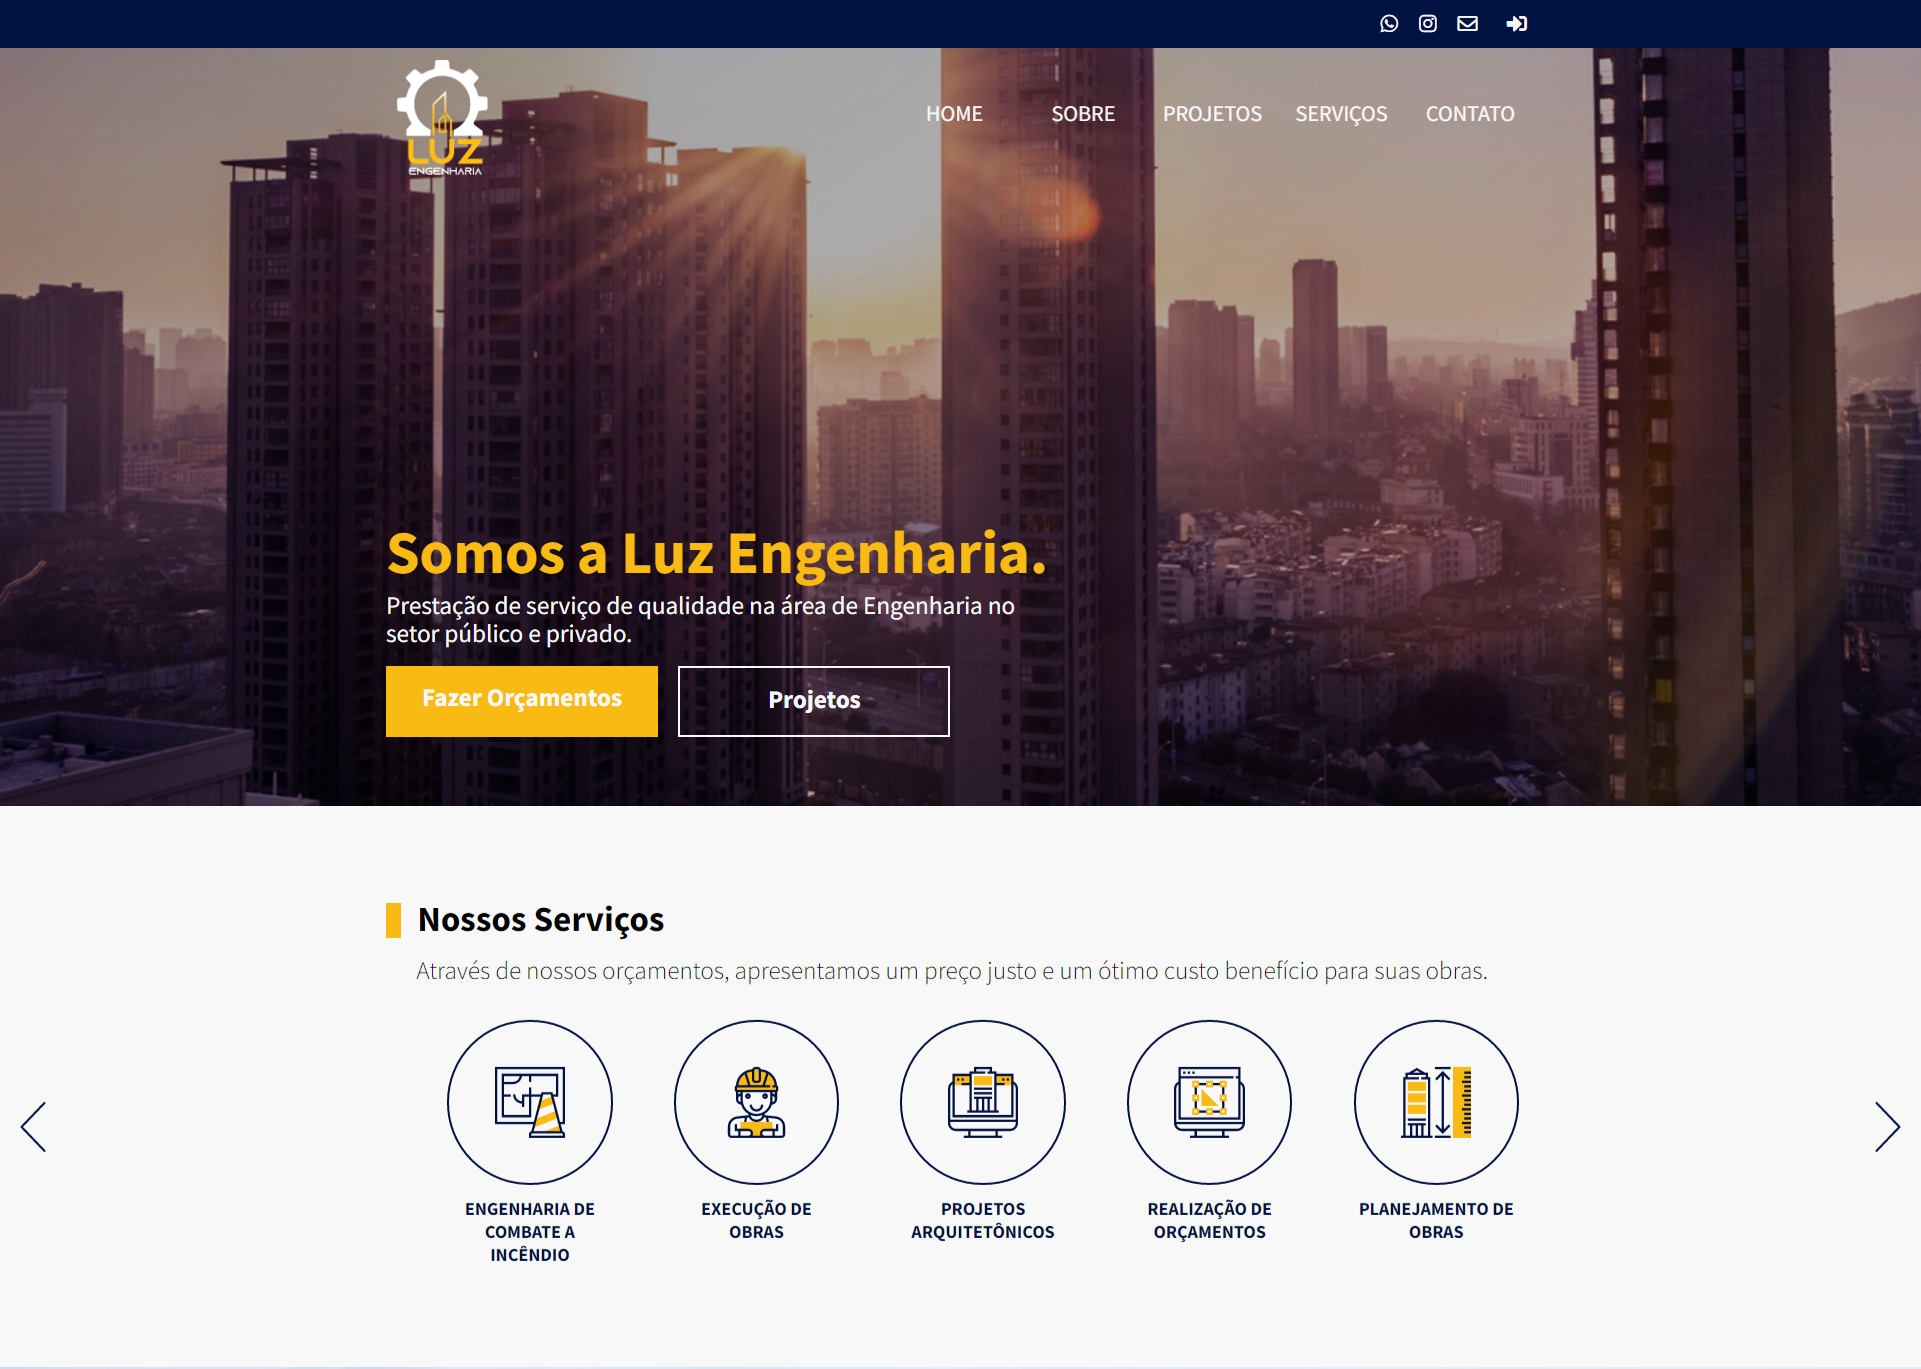 LUZ
ENGENHARIA
HOME
SOBRE
PROJETOS
SERVIÇOS
CONTATO
Somos a Luz Engenharia.
Prestação de serviço de qualidade na área de Engenharia no
setor público e privado.
Fazer Orçamentos
Projetos
Nossos Serviços
Através de nossos orçamentos, apresentamos um preço justo e um ótimo custo benefício para suas obras.
ENGENHARIA DE
COMBATE A
INCÊNDIO
EXECUÇÃO DE
OBRAS
PROJETOS
ARQUITETÔNICOS
REALIZAÇÃO DE
ORÇAMENTOS
PLANEJAMENTO DE
OBRAS